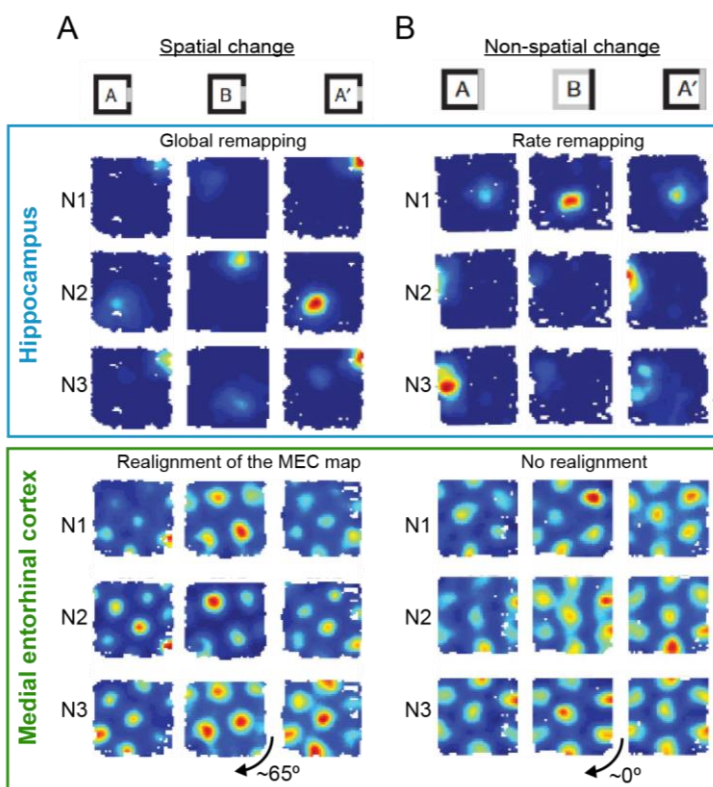 A
Spatial change
A B A′
B
Non-spatial change
A B A′
Hippocampus
Global remapping
N1
N2
N3
Rate remapping
N1
N2
N3
Medial entorhinal cortex
Realignment of the MEC map
N1
N2
N3
~65º
No realignment
N1
N2
N3
~0º